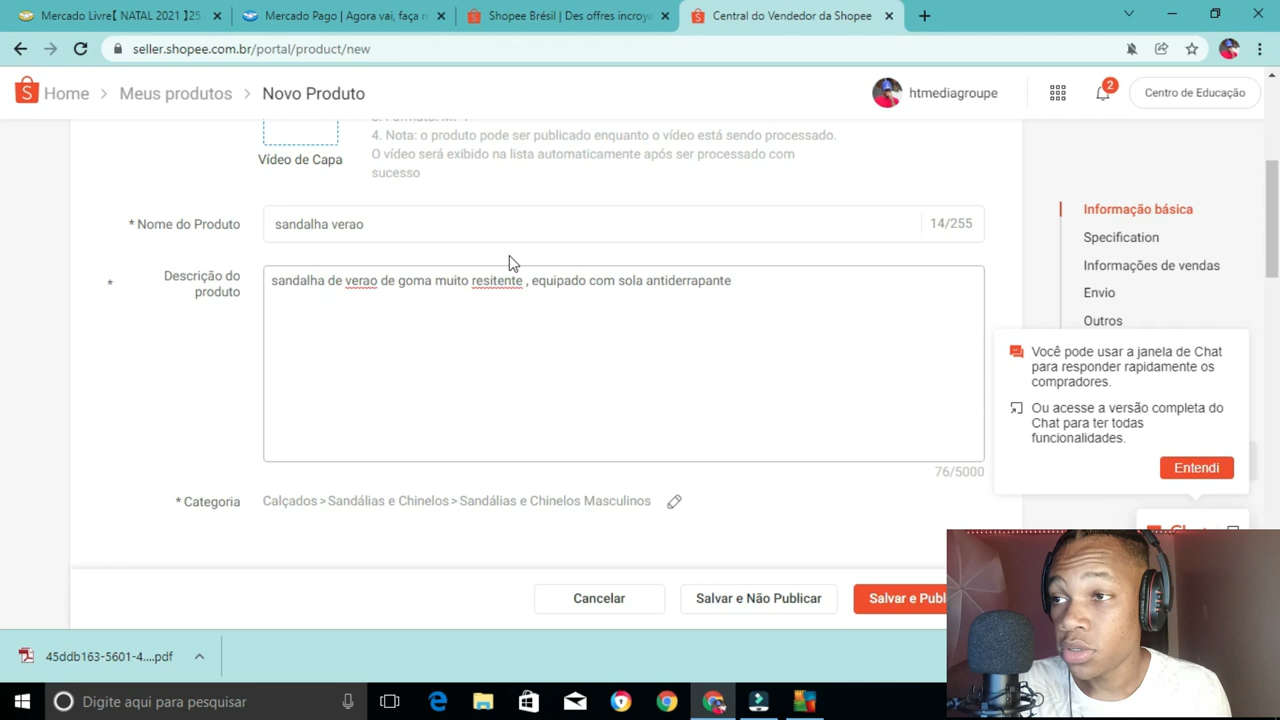 Mercado Livre【 NATAL 2021 】25
Mercado Pago | Agora vai, faça m
Shopee Brésil | Des offres incroya
Central do Vendedor da Shopee
seller.shopee.com.br/portal/product/new
Home > Meus produtos > Novo Produto
htmediagroupe
2
Centro de Educação
4. Nota: o produto pode ser publicado enquanto o vídeo está sendo processado.
O vídeo será exibido na lista automaticamente após ser processado com
sucesso
Vídeo de Capa
* Nome do Produto
sandalha verao
14/255
* Descrição do
produto
sandalha de verao de goma muito resitente , equipado com sola antiderrapante
76/5000
* Categoria
Calçados > Sandálias e Chinelos > Sandálias e Chinelos Masculinos
Informação básica
Specification
Informações de vendas
Envio
Outros
Você pode usar a janela de Chat
para responder rapidamente os
compradores.
Ou acesse a versão completa do
Chat para ter todas
funcionalidades.
Entendi
Cancelar
Salvar e Não Publicar
Salvar e Publ
45ddb163-5601-4....pdf
Digite aqui para pesquisar